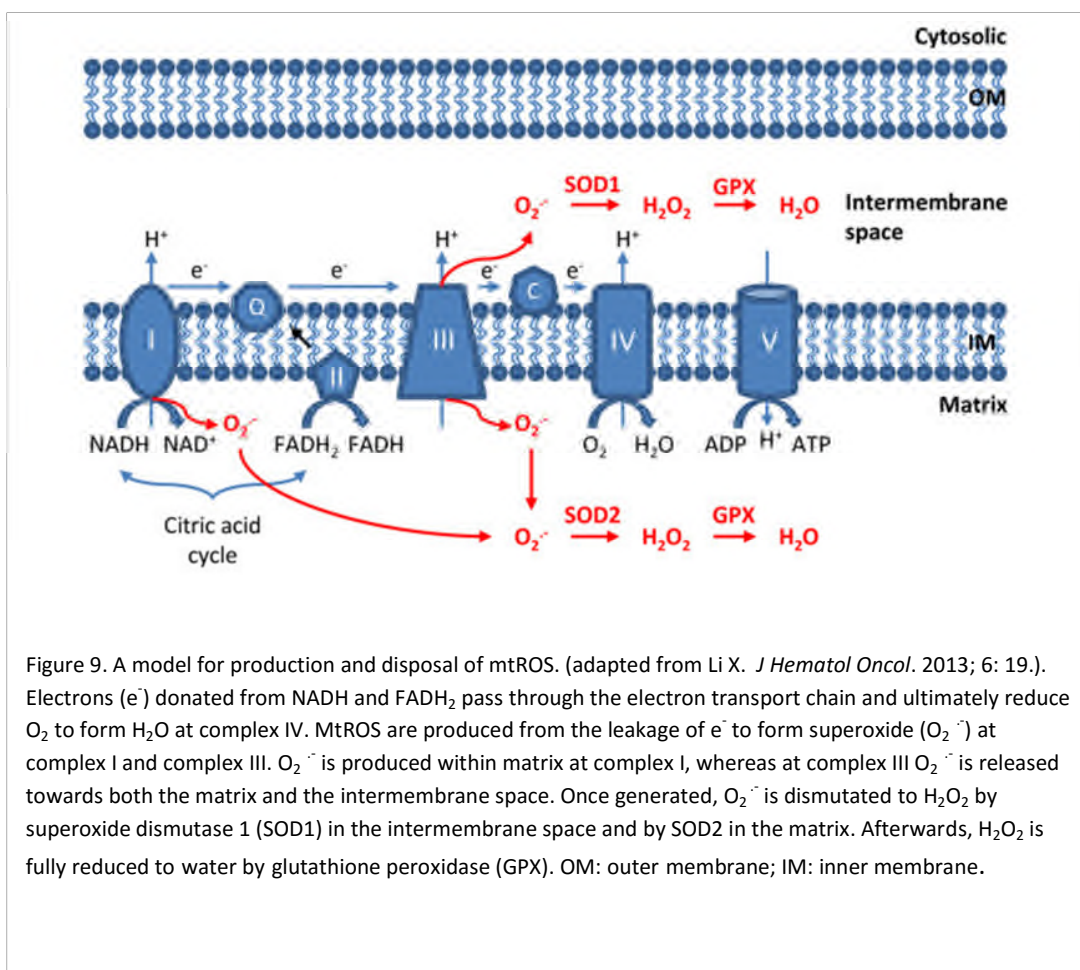 Cytosolic
OM
SOD1 GPX
O₂·⁻ H₂O₂ H₂O Intermembrane
space
H⁺ H⁺ H⁺
e⁻ e⁻ e⁻ e⁻
Q C
I III IV V IM
II
Matrix
NADH NAD⁺ O₂·⁻ FADH₂ FADH O₂·⁻ O₂ H₂O ADP H⁺ ATP
Citric acid
cycle
SOD2 GPX
O₂·⁻ H₂O₂ H₂O
Figure 9. A model for production and disposal of mtROS. (adapted from Li X. J Hematol Oncol. 2013; 6: 19.).
Electrons (e⁻) donated from NADH and FADH₂ pass through the electron transport chain and ultimately reduce
O₂ to form H₂O at complex IV. MtROS are produced from the leakage of e⁻ to form superoxide (O₂·⁻) at
complex I and complex III. O₂·⁻ is produced within matrix at complex I, whereas at complex III O₂·⁻ is released
towards both the matrix and the intermembrane space. Once generated, O₂·⁻ is dismutated to H₂O₂ by
superoxide dismutase 1 (SOD1) in the intermembrane space and by SOD2 in the matrix. Afterwards, H₂O₂ is
fully reduced to water by glutathione peroxidase (GPX). OM: outer membrane; IM: inner membrane.